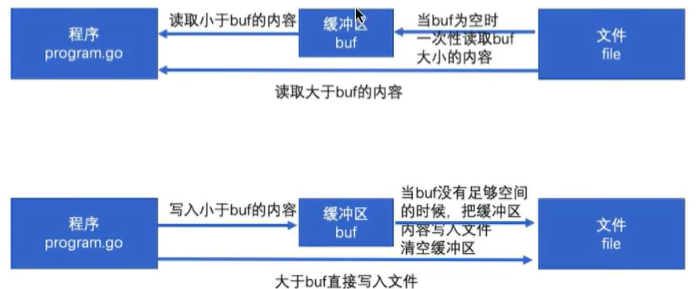 程序
program.go
读取小于buf的内容
缓冲区
buf
当buf为空时
一次性读取buf
大小的内容
文件
file
读取大于buf的内容
程序
program.go
写入小于buf的内容
缓冲区
buf
当buf没有足够空间
的时候，把缓冲区
内容写入文件
清空缓冲区
文件
file
大于buf直接写入文件